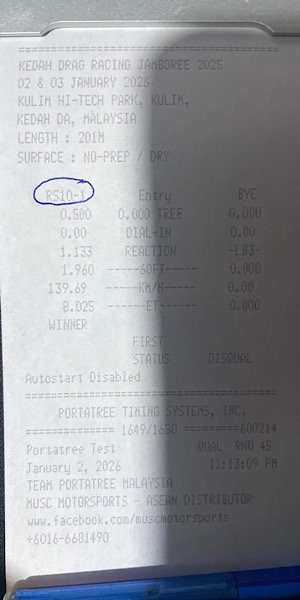 KEDAH DRAG RACING JAMBOREE 2025
02 & 03 JANUARY 2026
KULIM HI-TECH PARK, KULIM,
KEDAH DA, MALAYSIA
LENGTH : 201M
SURFACE : NO-PREP / DRY
RS10-1 Entry BYE
0.500 0.000 TREE 0.000
0.00 DIAL-IN 0.00
1.133 REACTION -LR3-
1.960 -----60FT----- 0.000
139.69 -----KM/H----- 0.00
8.025 ------ET------ 0.000
WINNER
FIRST
STATUS DISQUAL
Autostart Disabled
PORTATREE TIMING SYSTEMS, INC.
============== 1649/1650 =========600214
Portatree Test QUAL RND 45
January 2, 2026 11:13:09 PM
TEAM PORTATREE MALAYSIA
MUSC MOTORSPORTS - ASEAN DISTRIBUTOR
www.facebook.com/muscmotorsports
+6016-6681490